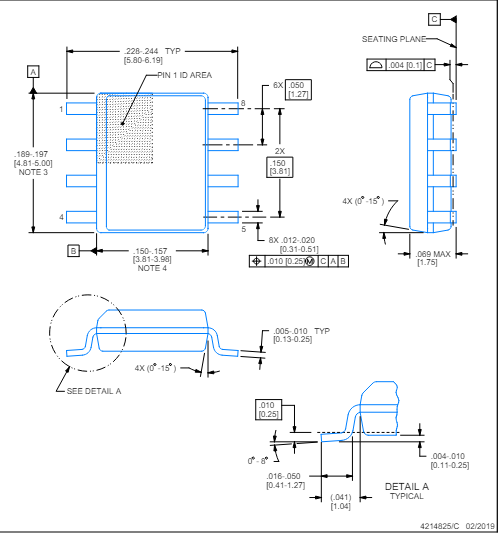 C
SEATING PLANE
.228-.244 TYP
[5.80-6.19]
.004 [0.1] C
A
PIN 1 ID AREA
6X .050
[1.27]
1
8
2X
.150
[3.81]
.189-.197
[4.81-5.00]
NOTE 3
4X (0°-15°)
4
5
B
.150-.157
[3.81-3.98]
NOTE 4
8X .012-.020
[0.31-0.51]
.010 [0.25] Ⓜ C A B
.069 MAX
[1.75]
.005-.010 TYP
[0.13-0.25]
4X (0°-15°)
SEE DETAIL A
.010
[0.25]
0°-8°
.004-.010
[0.11-0.25]
.016-.050
[0.41-1.27]
DETAIL A
TYPICAL
(.041)
[1.04]
4214825/C 02/2019